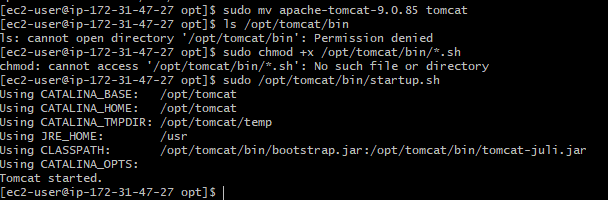 [ec2-user@ip-172-31-47-27 opt]$ sudo mv apache-tomcat-9.0.85 tomcat
[ec2-user@ip-172-31-47-27 opt]$ ls /opt/tomcat/bin
ls: cannot open directory '/opt/tomcat/bin': Permission denied
[ec2-user@ip-172-31-47-27 opt]$ sudo chmod +x /opt/tomcat/bin/*.sh
chmod: cannot access '/opt/tomcat/bin/*.sh': No such file or directory
[ec2-user@ip-172-31-47-27 opt]$ sudo /opt/tomcat/bin/startup.sh
Using CATALINA_BASE:   /opt/tomcat
Using CATALINA_HOME:   /opt/tomcat
Using CATALINA_TMPDIR: /opt/tomcat/temp
Using JRE_HOME:        /usr
Using CLASSPATH:       /opt/tomcat/bin/bootstrap.jar:/opt/tomcat/bin/tomcat-juli.jar
Using CATALINA_OPTS:
Tomcat started.
[ec2-user@ip-172-31-47-27 opt]$